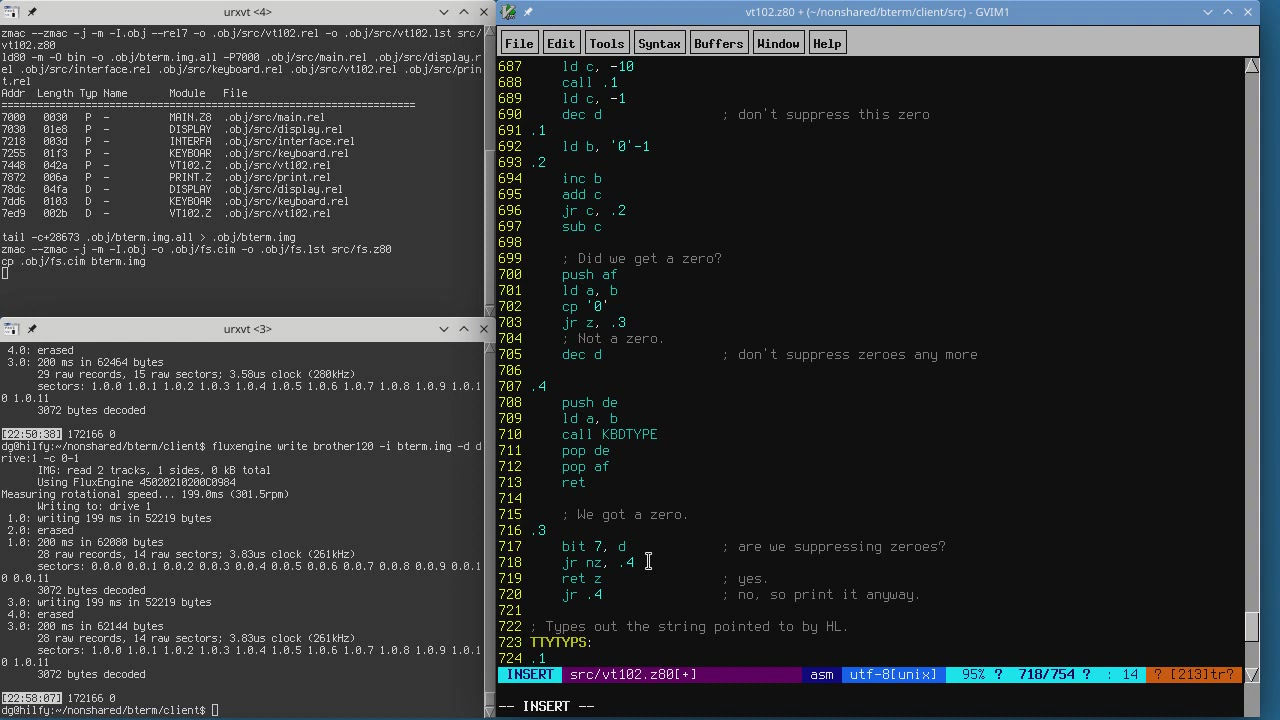 urxvt <4>
zmac --zmac -j -m -I.obj --rel7 -o .obj/src/vt102.rel -o .obj/src/vt102.lst src/
vt102.z80
ld80 -m -O bin -o .obj/bterm.img.all -P7000 .obj/src/main.rel .obj/src/display.r
el .obj/src/interface.rel .obj/src/keyboard.rel .obj/src/vt102.rel .obj/src/prin
t.rel
Addr Length Typ Name Module File
================================================================
7000 0030 P - MAIN.Z8 .obj/src/main.rel
7030 01e8 P - DISPLAY .obj/src/display.rel
7218 003d P - INTERFA .obj/src/interface.rel
7255 01f3 P - KEYBOAR .obj/src/keyboard.rel
7448 042a P - VT102.Z .obj/src/vt102.rel
7872 006a P - PRINT.Z .obj/src/print.rel
78dc 04fa D - DISPLAY .obj/src/display.rel
7dd6 0103 D - KEYBOAR .obj/src/keyboard.rel
7ed9 002b D - VT102.Z .obj/src/vt102.rel
tail -c+28673 .obj/bterm.img.all > .obj/bterm.img
zmac --zmac -j -m -I.obj -o .obj/fs.cim -o .obj/fs.lst src/fs.z80
cp .obj/fs.cim bterm.img
urxvt <3>
4.0: erased
3.0: 200 ms in 62464 bytes
29 raw records, 15 raw sectors; 3.58us clock (280kHz)
sectors: 1.0.0 1.0.1 1.0.2 1.0.3 1.0.4 1.0.5 1.0.6 1.0.7 1.0.8 1.0.9 1.0.1
0 1.0.11
3072 bytes decoded
[22:50:38] 172166 0
dg@hilfy:~/nonshared/bterm/client$ fluxengine write brother120 -i bterm.img -d d
rive:1 -c 0-1
IMG: read 2 tracks, 1 sides, 0 kB total
Using FluxEngine 45020210200C0984
Measuring rotational speed... 199.0ms (301.5rpm)
Writing to: drive 1
1.0: writing 199 ms in 52219 bytes
2.0: erased
1.0: 200 ms in 62080 bytes
28 raw records, 14 raw sectors; 3.83us clock (261kHz)
sectors: 0.0.0 0.0.1 0.0.2 0.0.3 0.0.4 0.0.5 0.0.6 0.0.7 0.0.8 0.0.9 0.0.1
0 0.0.11
3072 bytes decoded
3.0: writing 199 ms in 52219 bytes
4.0: erased
3.0: 200 ms in 62144 bytes
28 raw records, 14 raw sectors; 3.83us clock (261kHz)
sectors: 1.0.0 1.0.1 1.0.2 1.0.3 1.0.4 1.0.5 1.0.6 1.0.7 1.0.8 1.0.9 1.0.1
0 1.0.11
3072 bytes decoded
[22:58:07] 172166 0
dg@hilfy:~/nonshared/bterm/client$
vt102.z80 + (~/nonshared/bterm/client/src) - GVIM1
File Edit Tools Syntax Buffers Window Help
687 ld c, -10
688 call .1
689 ld c, -1
690 dec d ; don't suppress this zero
691 .1
692 ld b, '0'-1
693 .2
694 inc b
695 add c
696 jr c, .2
697 sub c
698
699 ; Did we get a zero?
700 push af
701 ld a, b
702 cp '0'
703 jr z, .3
704 ; Not a zero.
705 dec d ; don't suppress zeroes any more
706
707 .4
708 push de
709 ld a, b
710 call KBDTYPE
711 pop de
712 pop af
713 ret
714
715 ; We got a zero.
716 .3
717 bit 7, d ; are we suppressing zeroes?
718 jr nz, .4
719 ret z ; yes.
720 jr .4 ; no, so print it anyway.
721
722 ; Types out the string pointed to by HL.
723 TTYTYPS:
724 .1
INSERT src/vt102.z80[+] asm utf-8[unix] 95% ? 718/754 ? : 14 ? [213]tr?
-- INSERT --